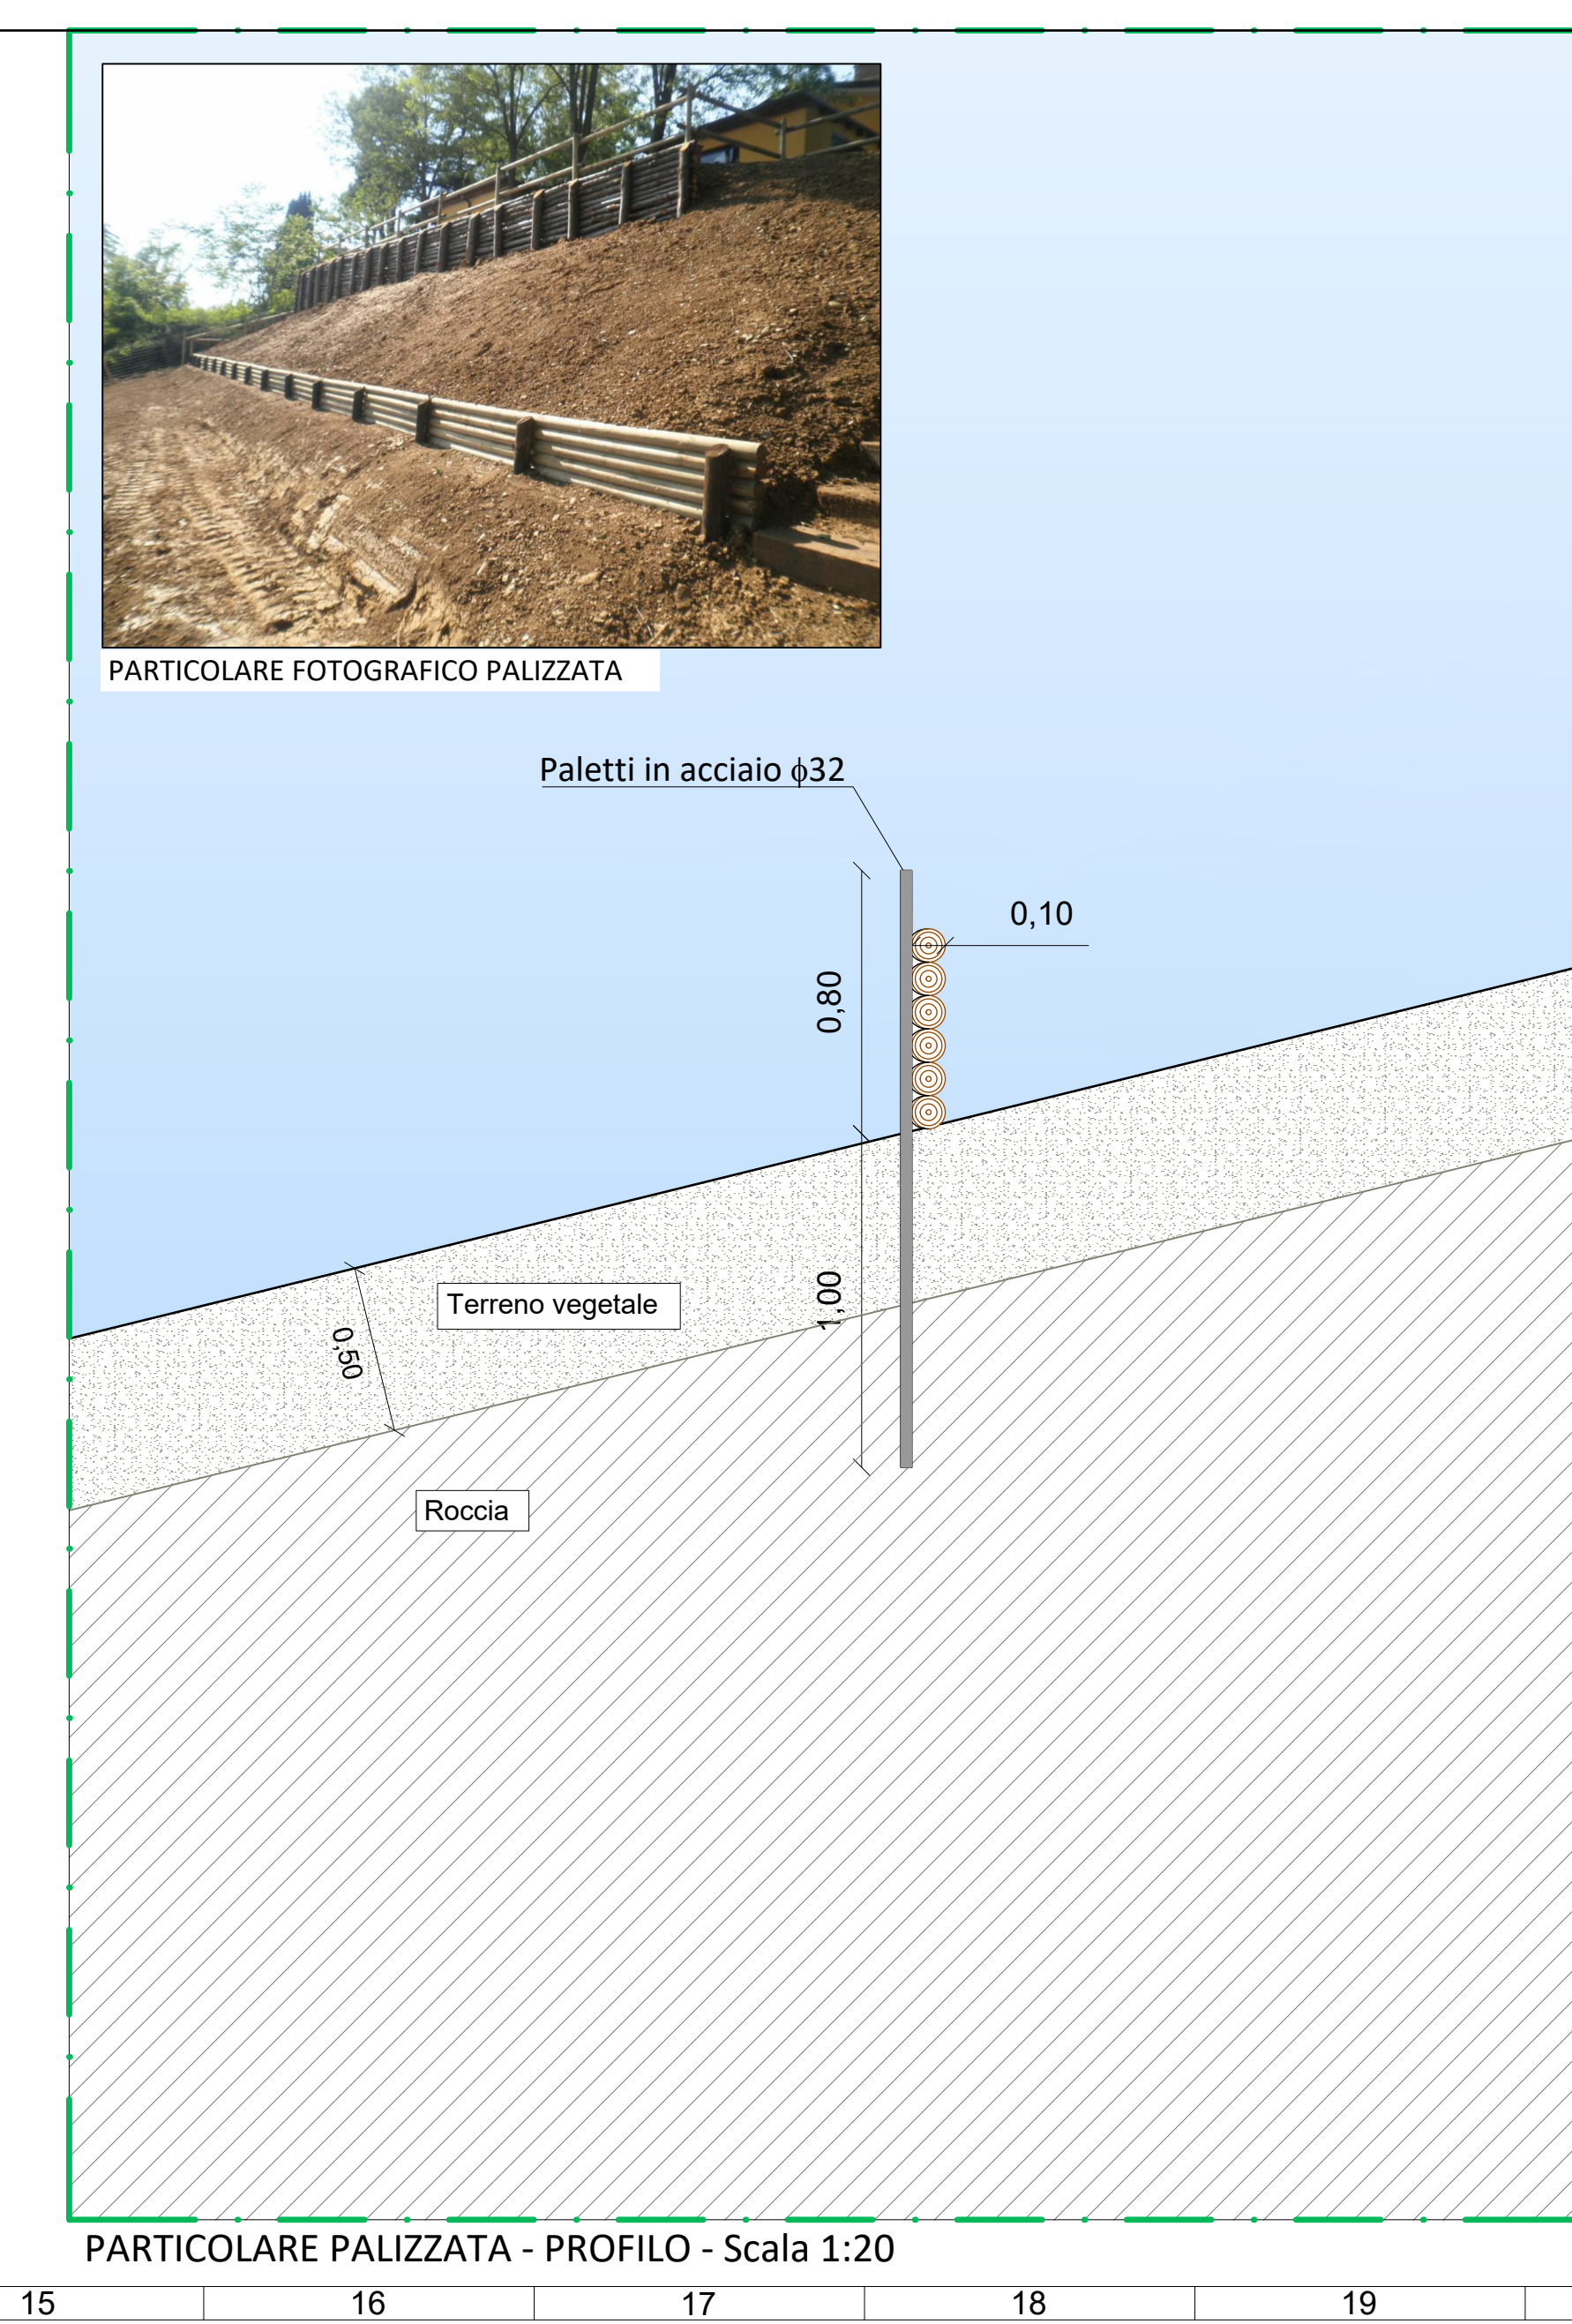 PARTICOLARE FOTOGRAFICO PALIZZATA
Paletti in acciaio ϕ32
0,10
0,80
1,00
Terreno vegetale
0,50
Roccia
PARTICOLARE PALIZZATA - PROFILO - Scala 1:20
15 16 17 18 19